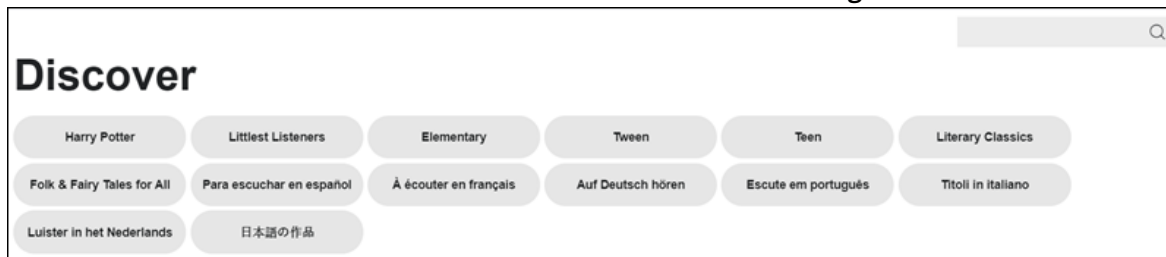 Discover
Harry Potter Littlest Listeners Elementary Tween Teen Literary Classics
Folk & Fairy Tales for All Para escuchar en español À écouter en français Auf Deutsch hören Escute em português Titoli in italiano
Luister in het Nederlands 日本語の作品